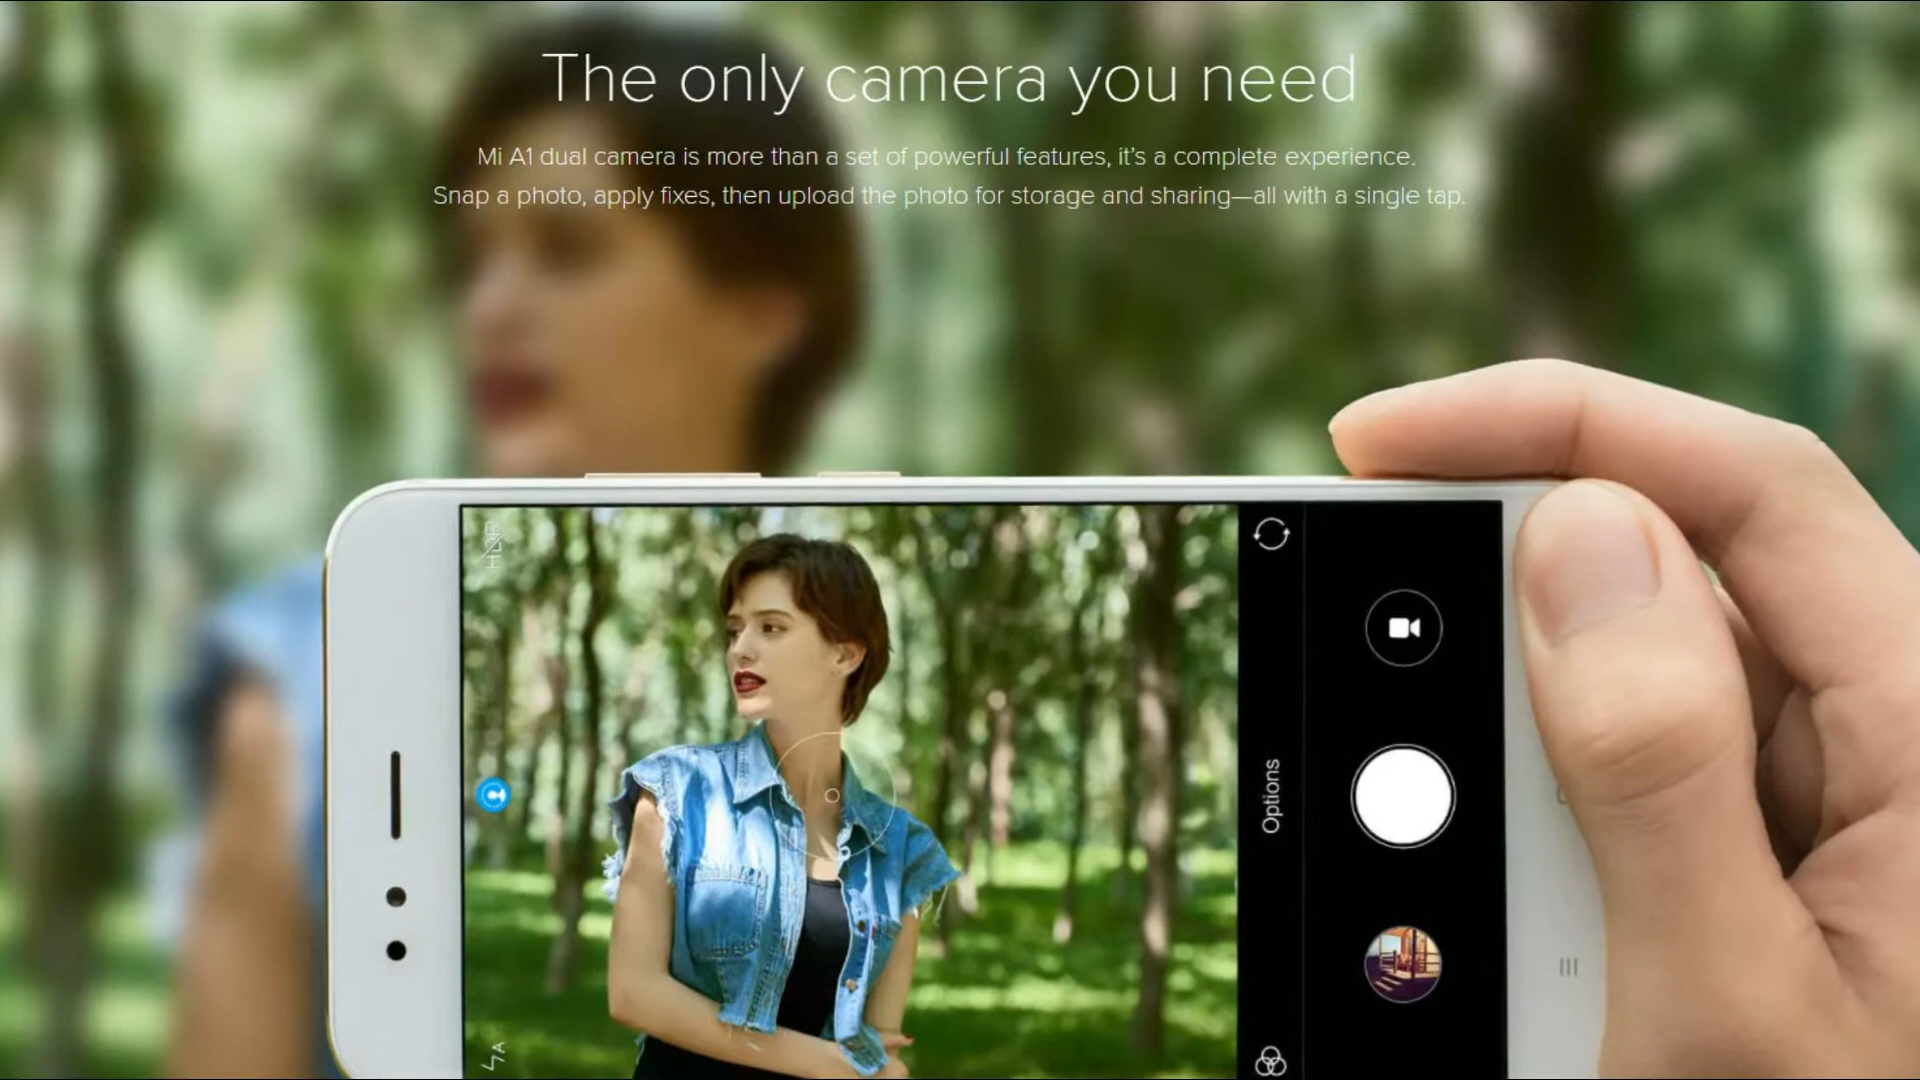 The only camera you need
Mi A1 dual camera is more than a set of powerful features, it's a complete experience.
Snap a photo, apply fixes, then upload the photo for storage and sharing—all with a single tap.
HDR
Options
A